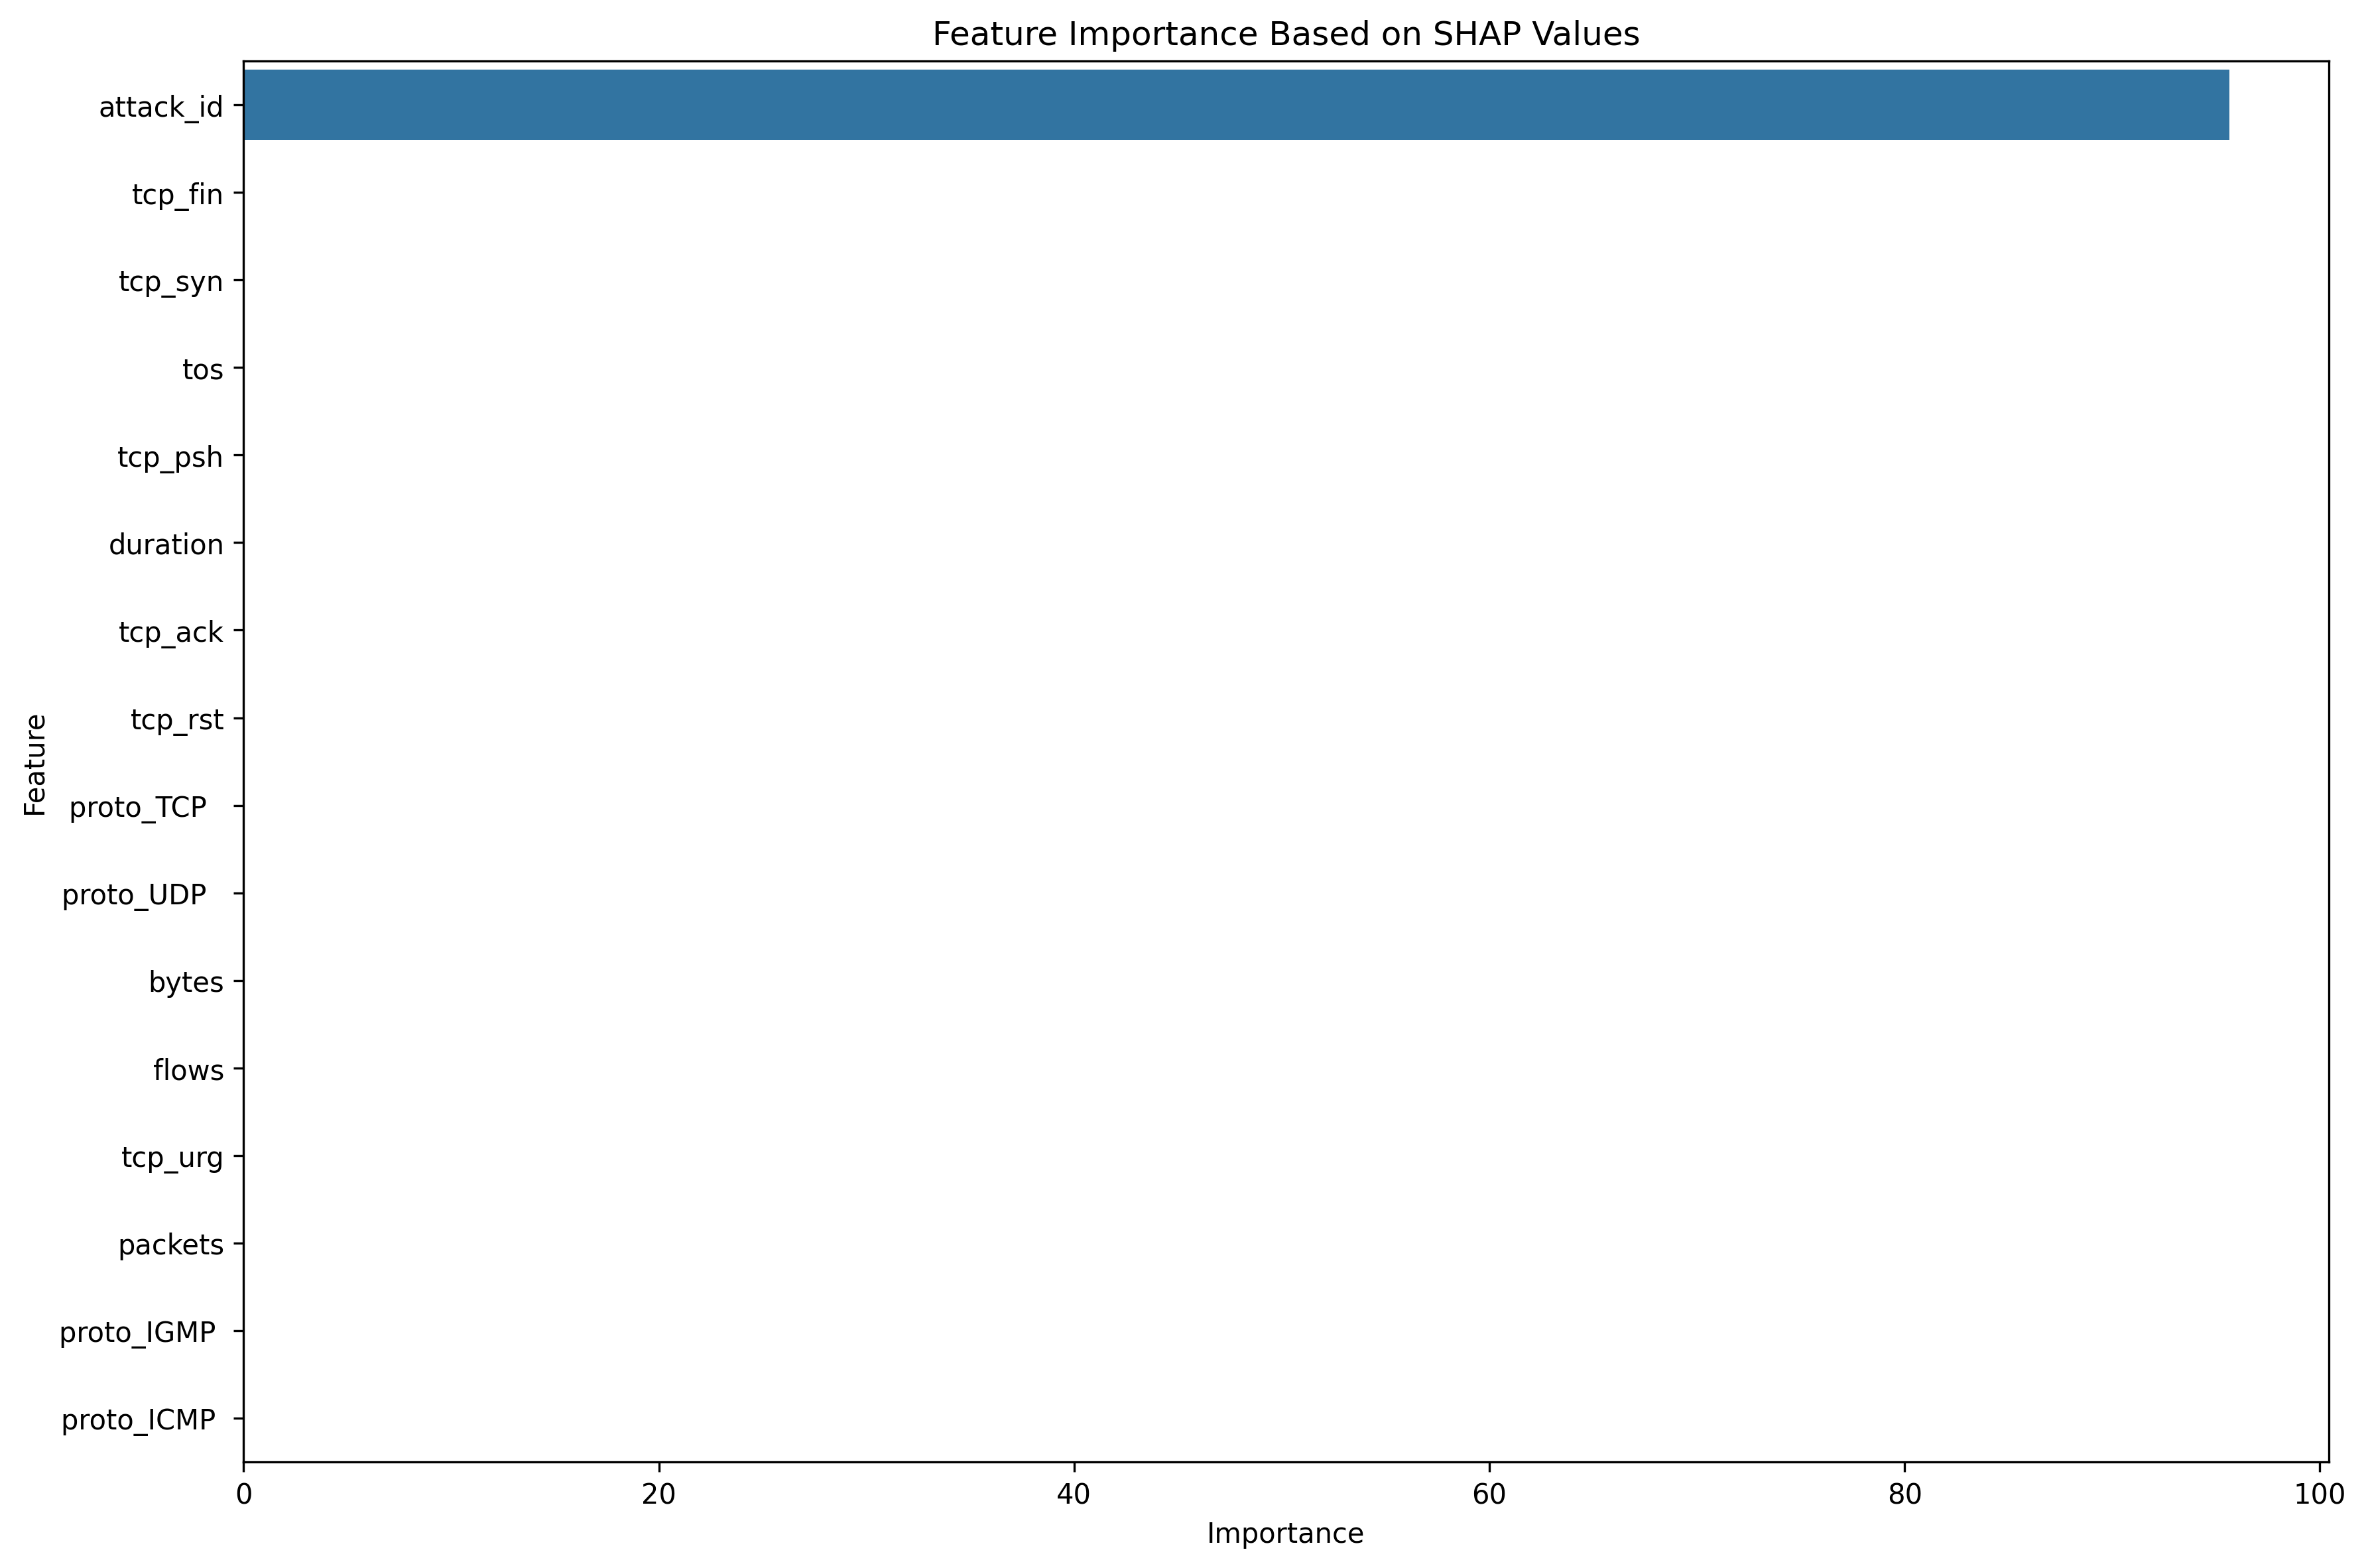 Feature Importance Based on SHAP Values
attack_id
tcp_fin
tcp_syn
tos
tcp_psh
duration
tcp_ack
tcp_rst
proto_TCP
proto_UDP
bytes
flows
tcp_urg
packets
proto_IGMP
proto_ICMP
Feature
0 20 40 60 80 100
Importance